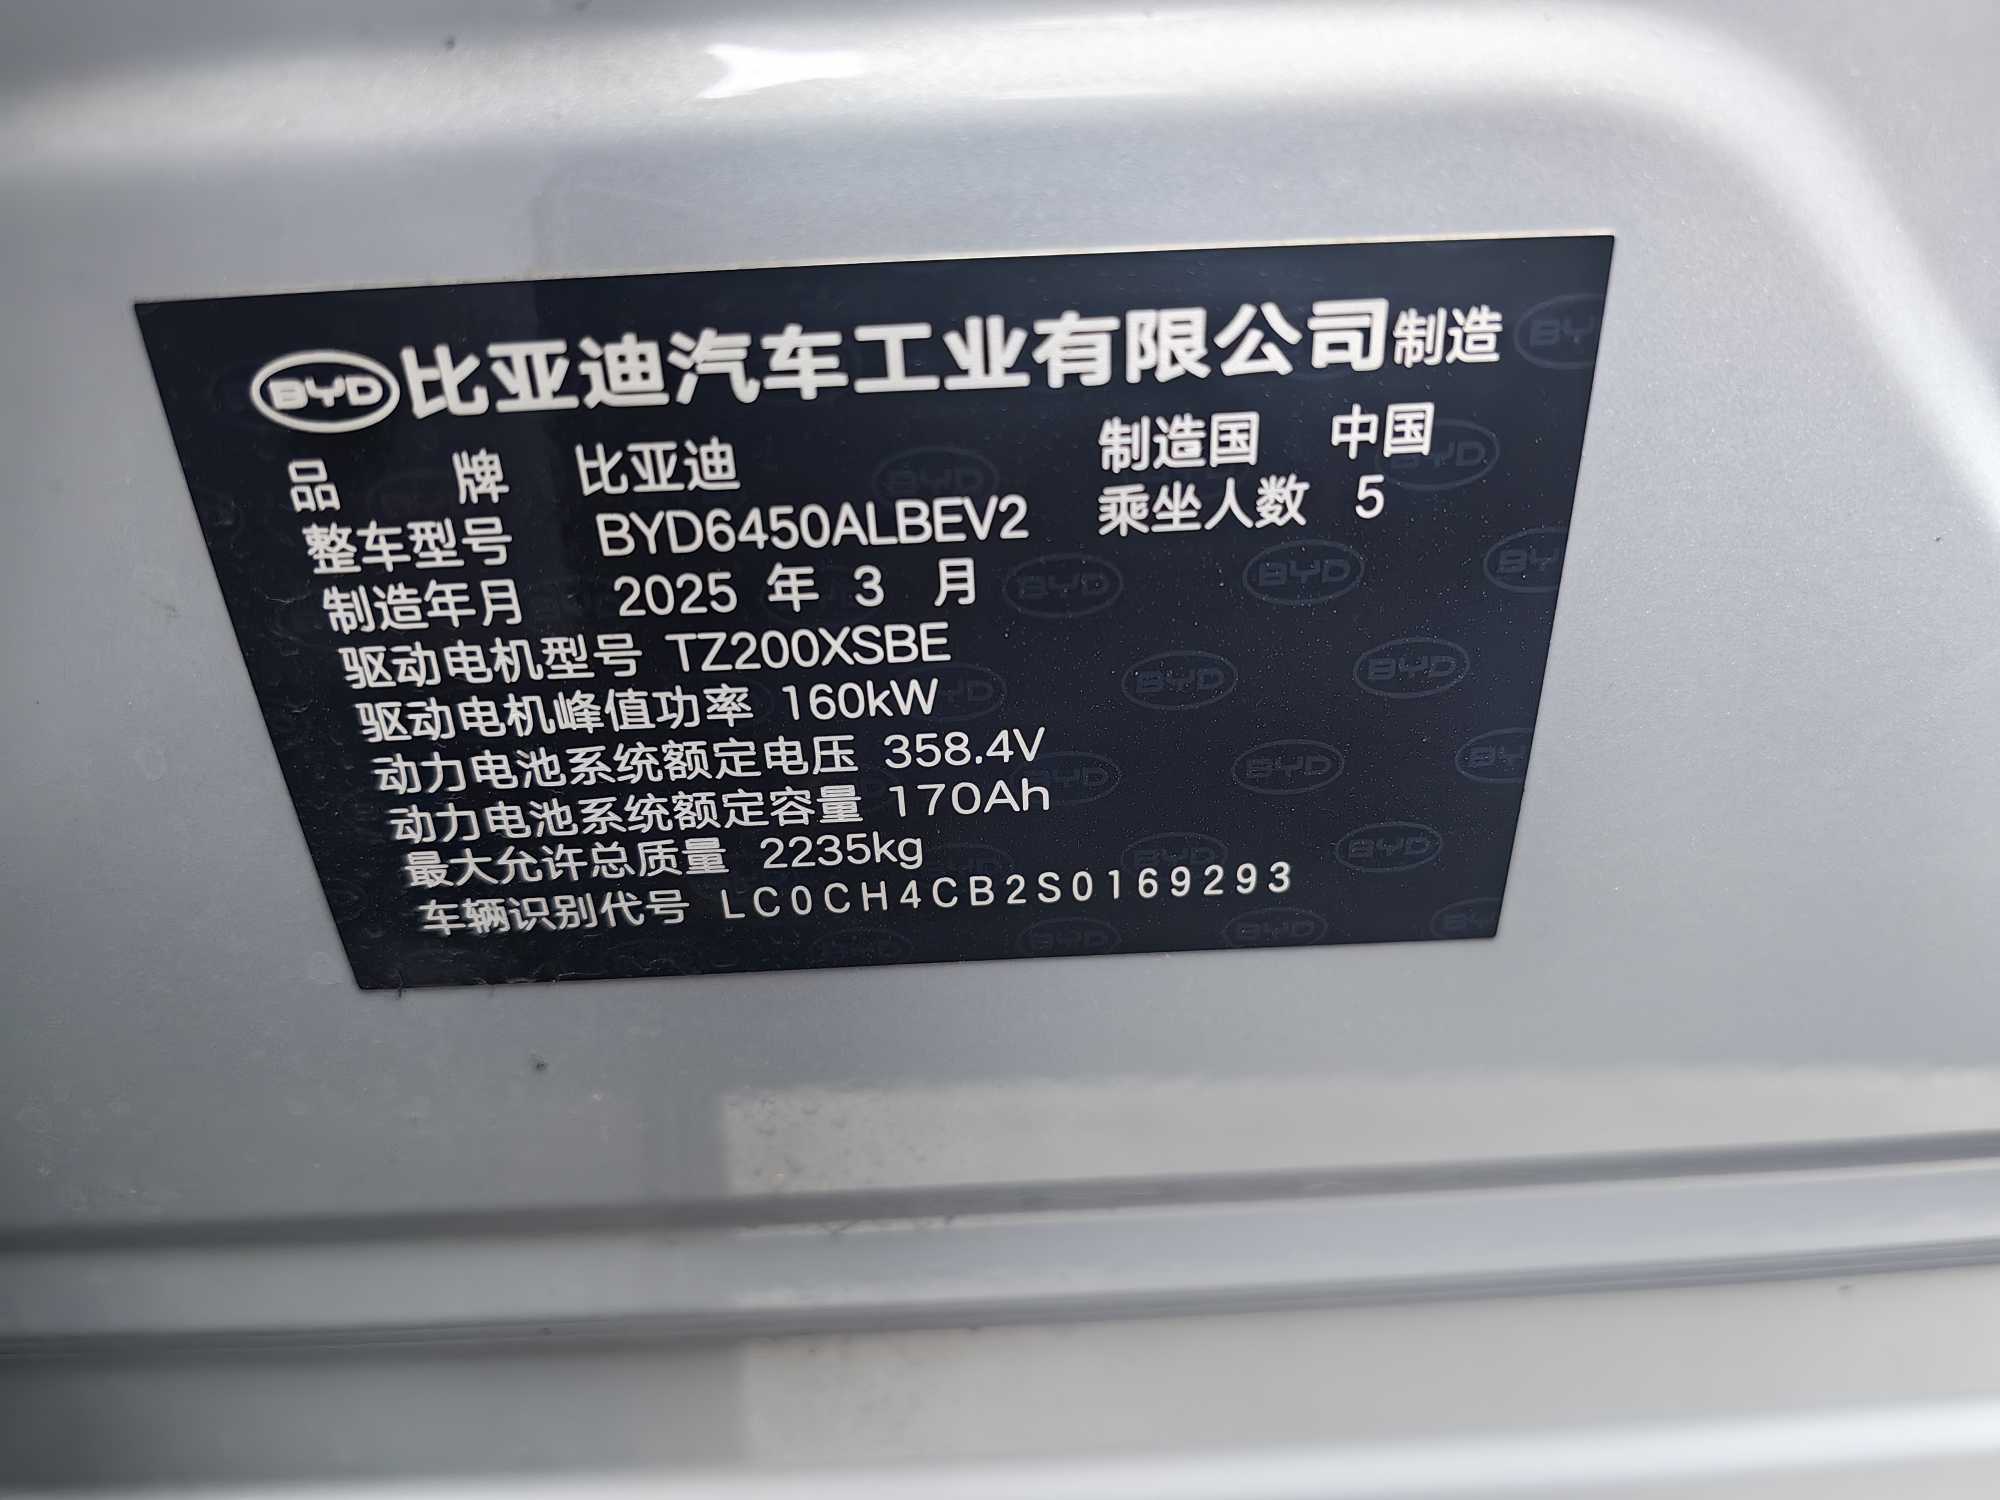 BYD 比亚迪汽车工业有限公司制造
品牌 比亚迪 制造国 中国
整车型号 BYD6450ALBEV2 乘坐人数 5
制造年月 2025 年 3 月
驱动电机型号 TZ200XSBE
驱动电机峰值功率 160kW
动力电池系统额定电压 358.4V
动力电池系统额定容量 170Ah
最大允许总质量 2235kg
车辆识别代号 LC0CH4CB2S0169293